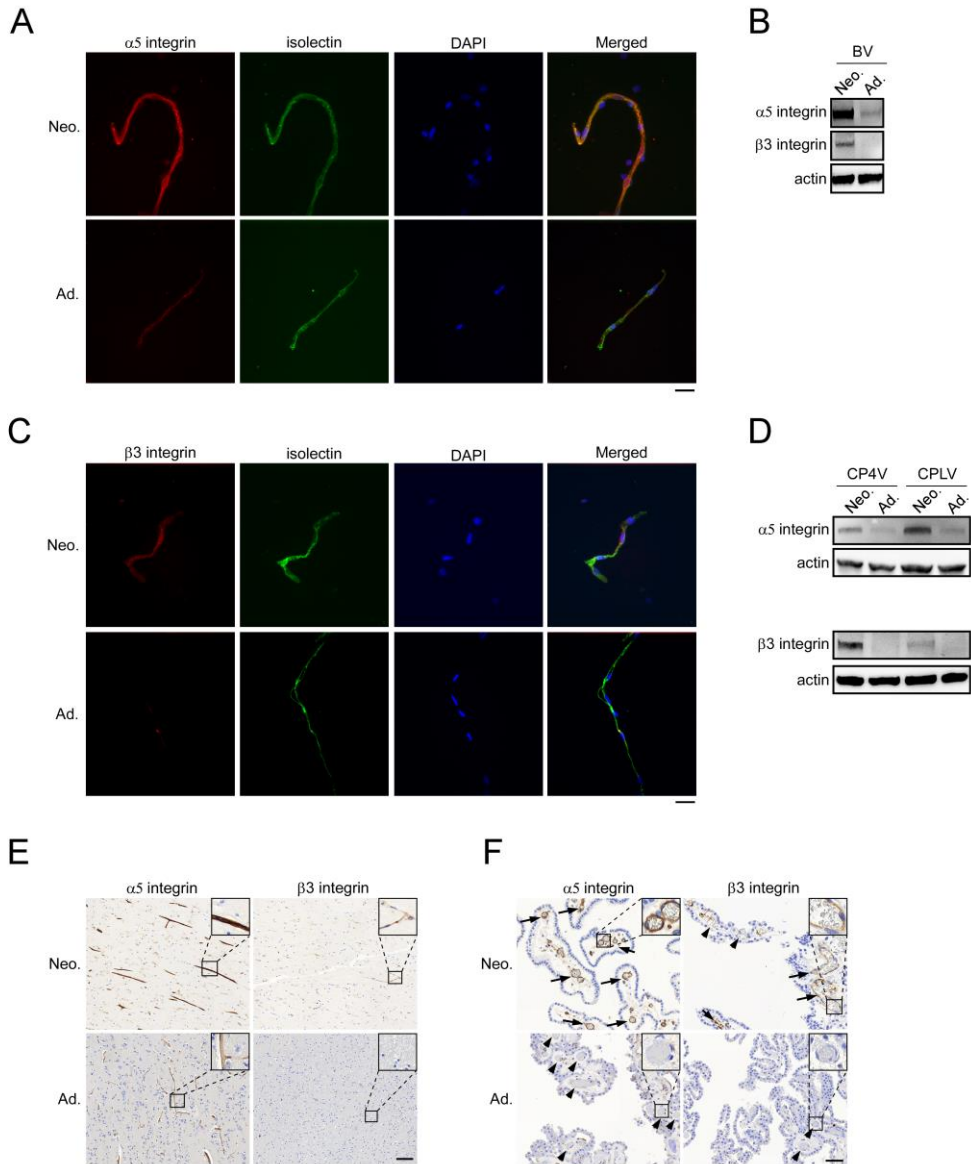 A
α5 integrin isolectin DAPI Merged
Neo.
Ad.
B
BV
Neo. Ad.
α5 integrin
β3 integrin
actin
C
β3 integrin isolectin DAPI Merged
Neo.
Ad.
D
CP4V CPLV
Neo. Ad. Neo. Ad.
α5 integrin
actin
β3 integrin
actin
E
α5 integrin β3 integrin
Neo.
Ad.
F
α5 integrin β3 integrin
Neo.
Ad.